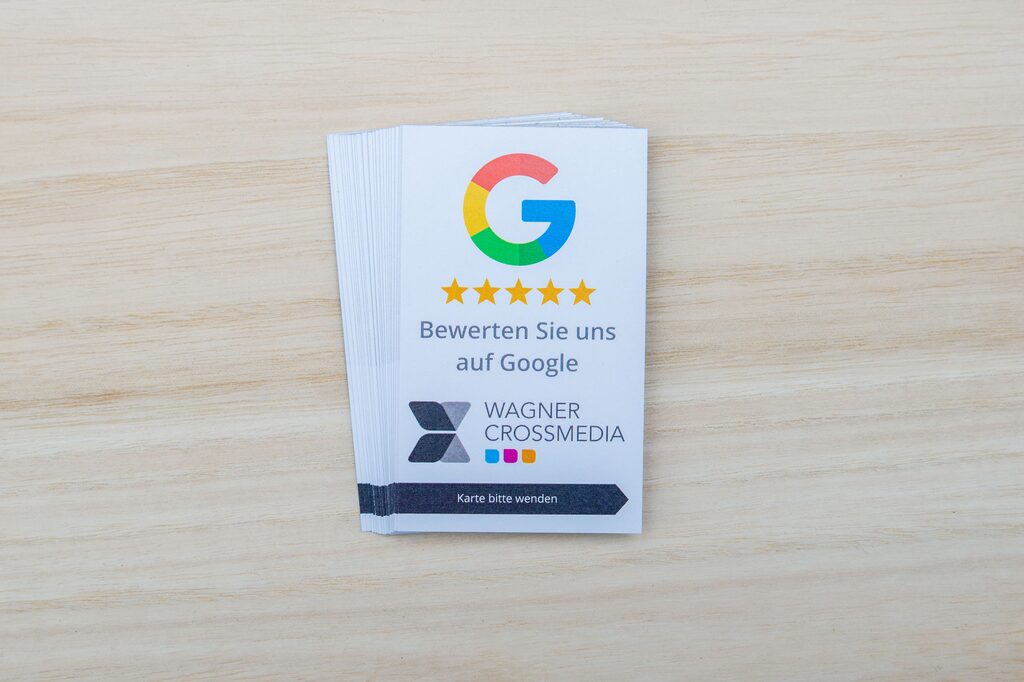 G
Bewerten Sie uns
auf Google
WAGNER
CROSSMEDIA
Karte bitte wenden